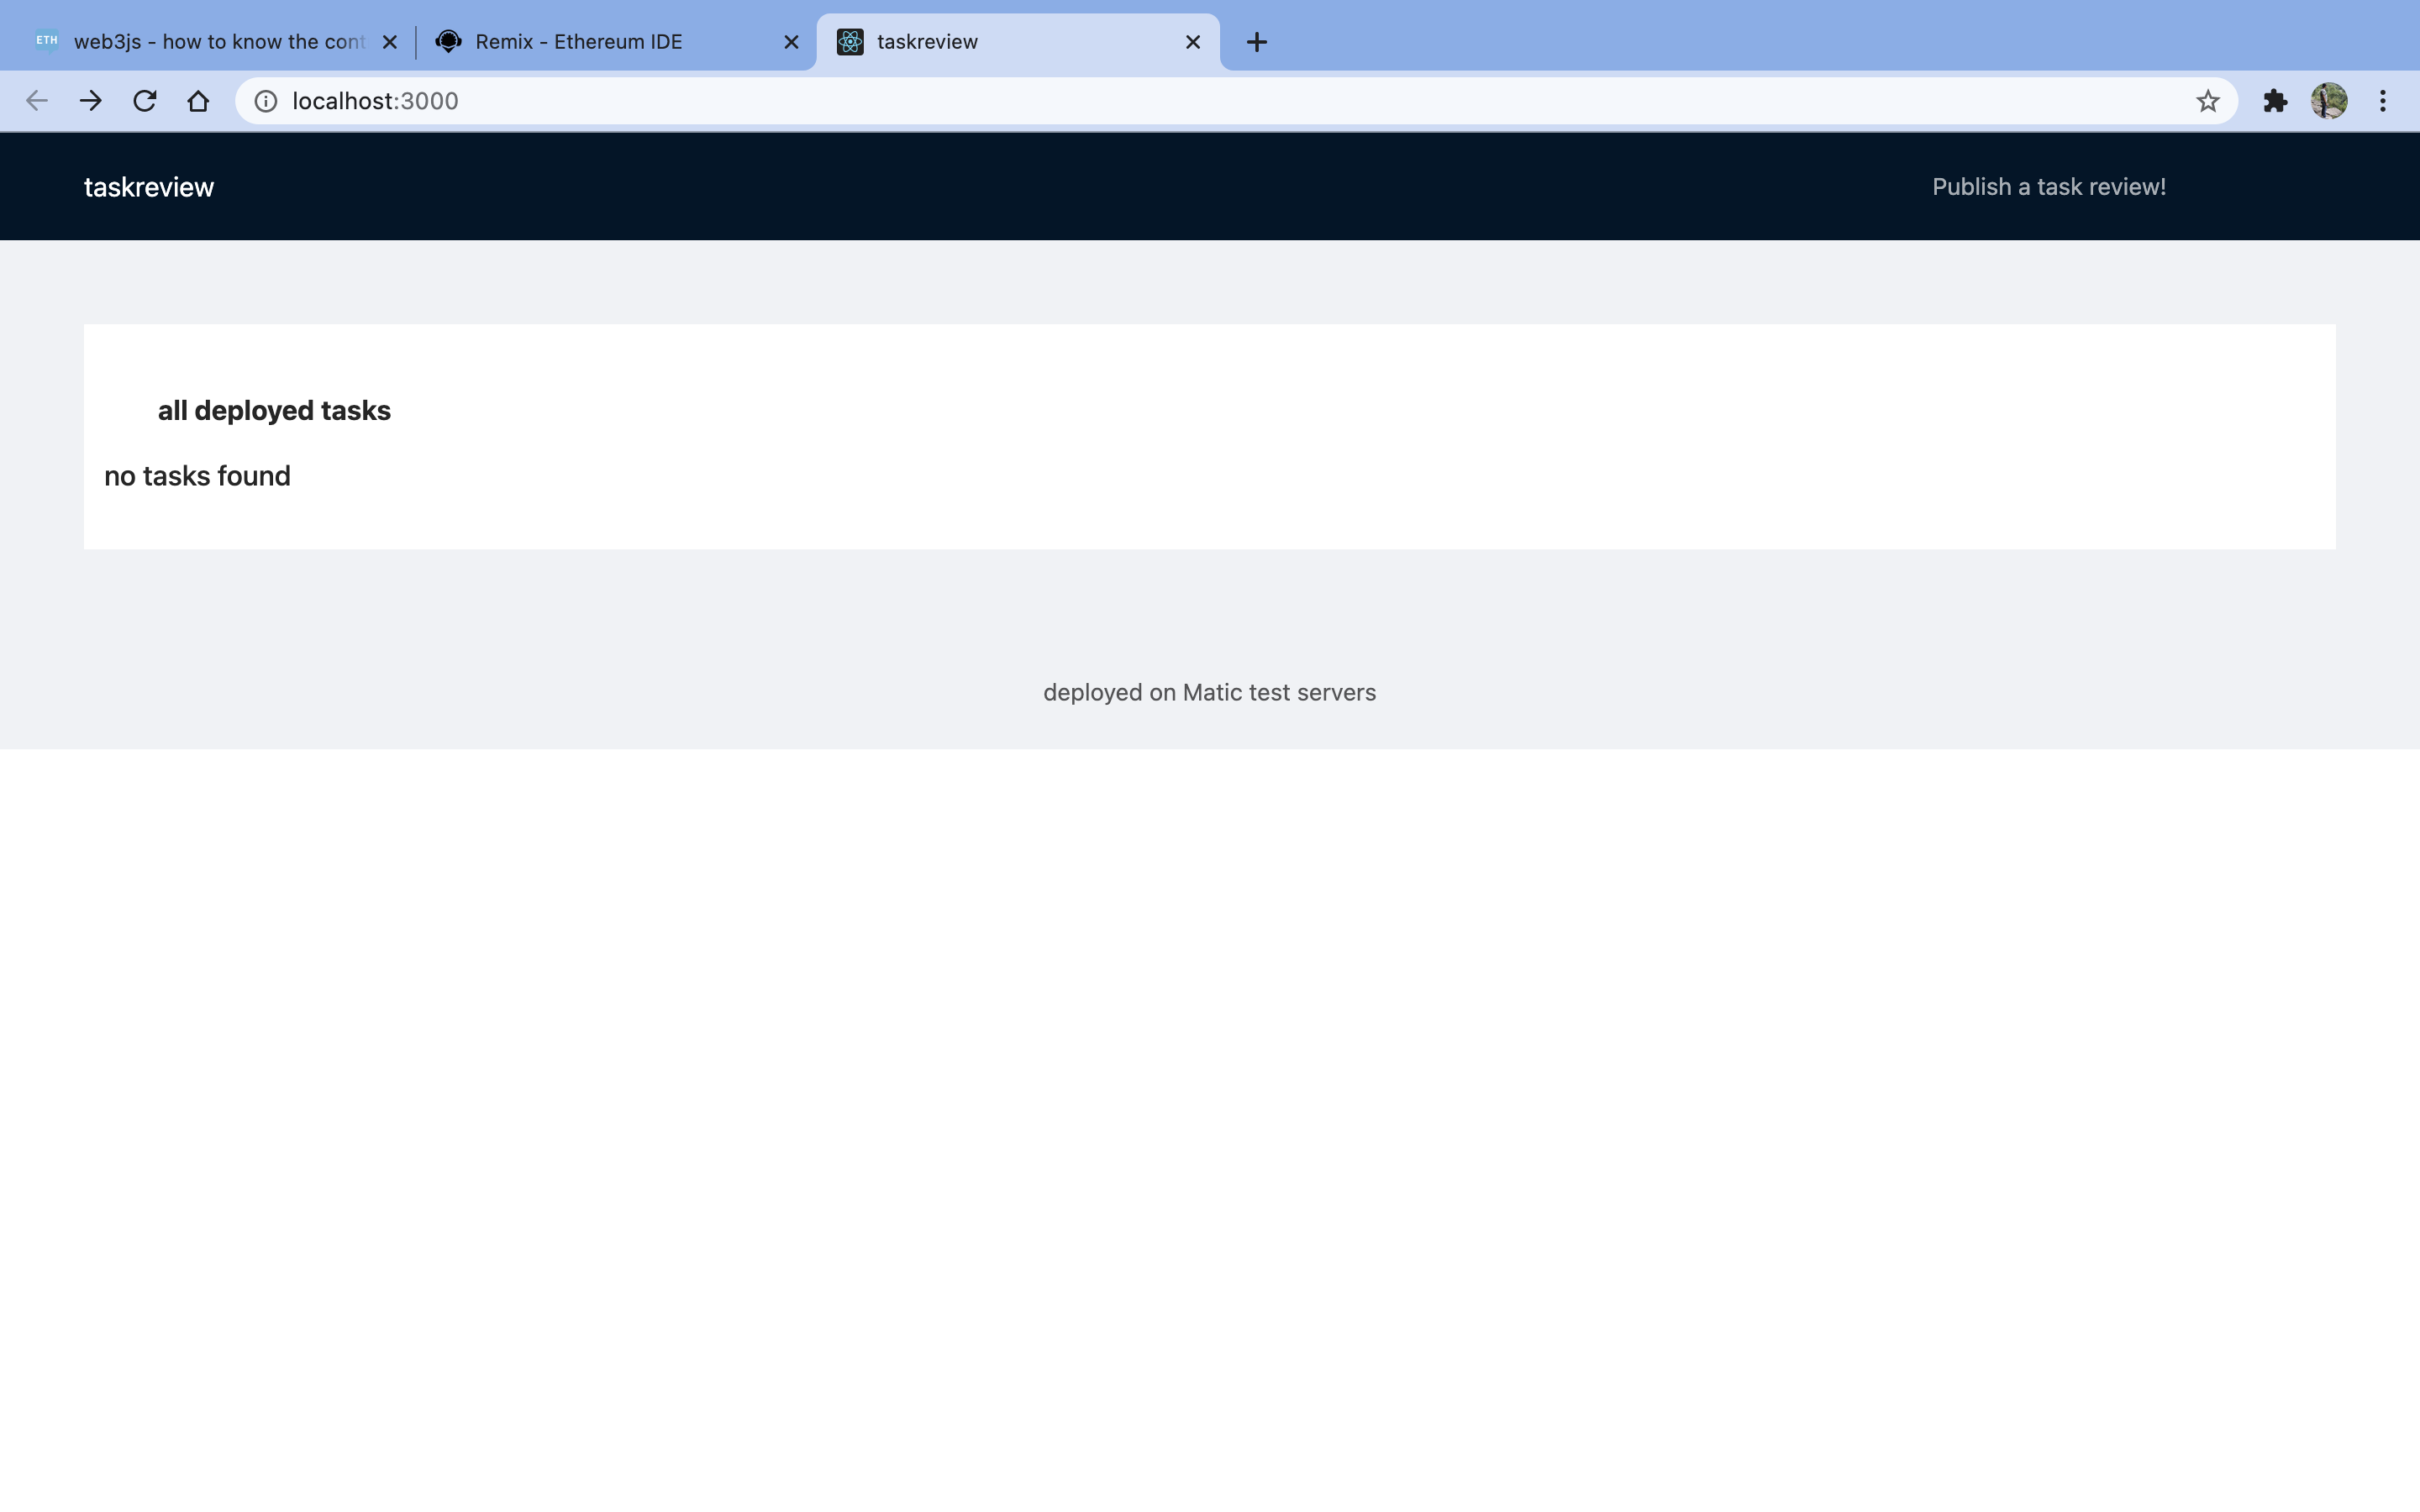 ETH web3js - how to know the cont Remix - Ethereum IDE taskreview
localhost:3000
taskreview Publish a task review!
all deployed tasks
no tasks found
deployed on Matic test servers